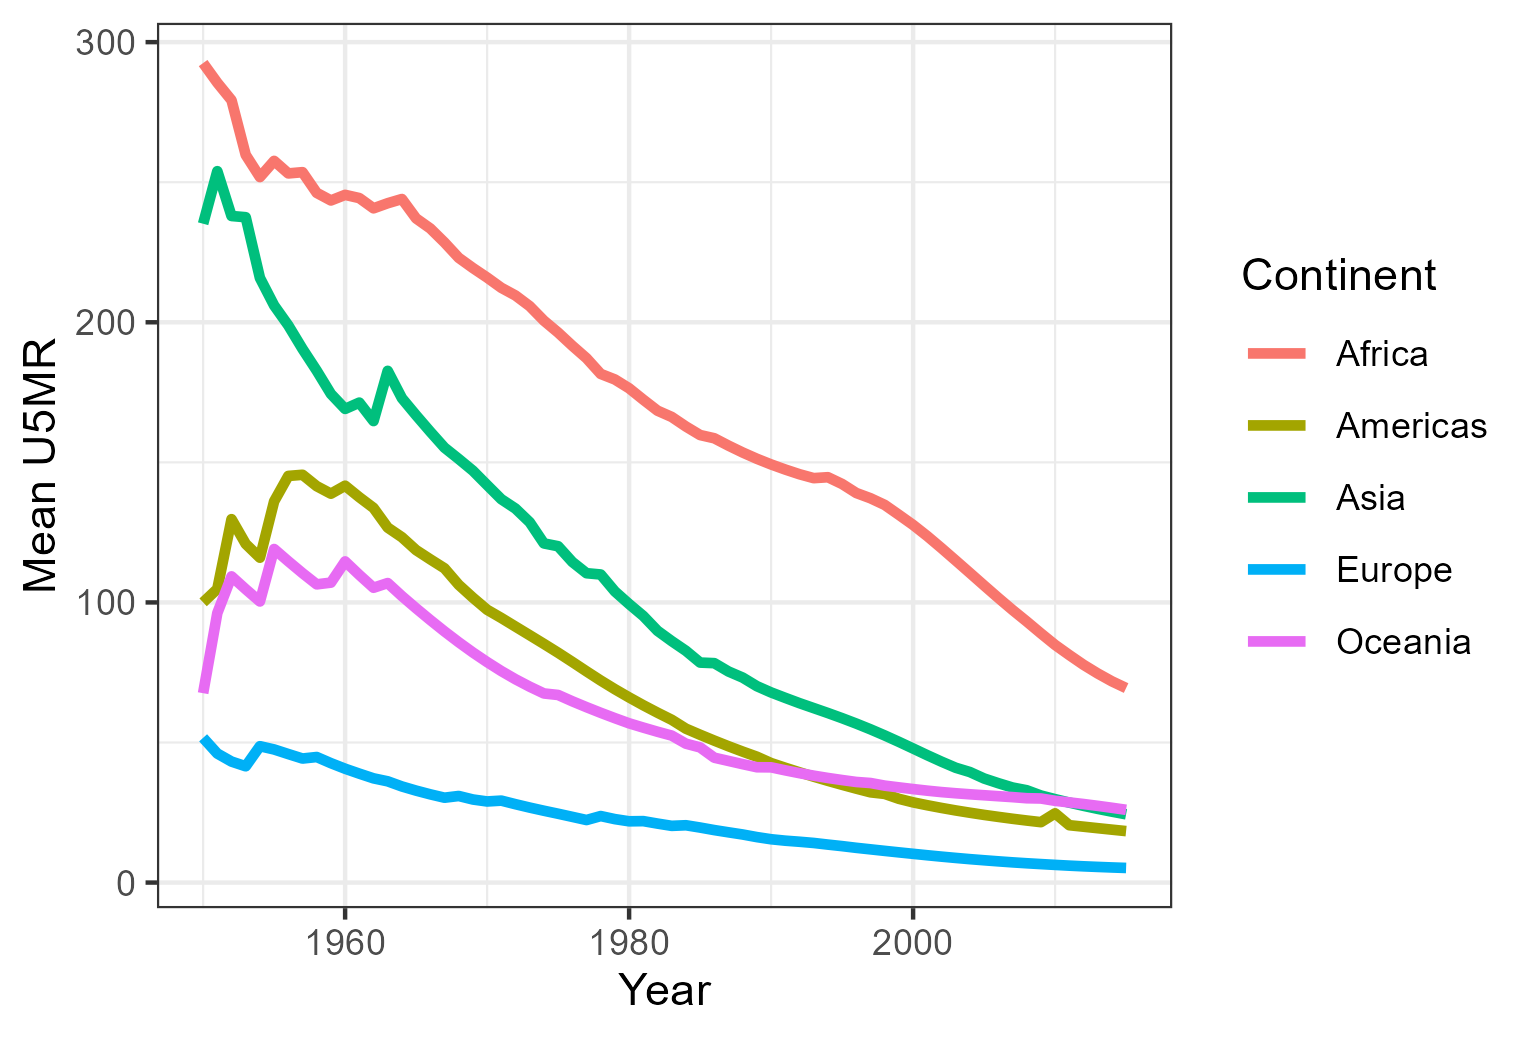 300
200
100
0
Mean U5MR
1960 1980 2000
Year
Continent
Africa
Americas
Asia
Europe
Oceania